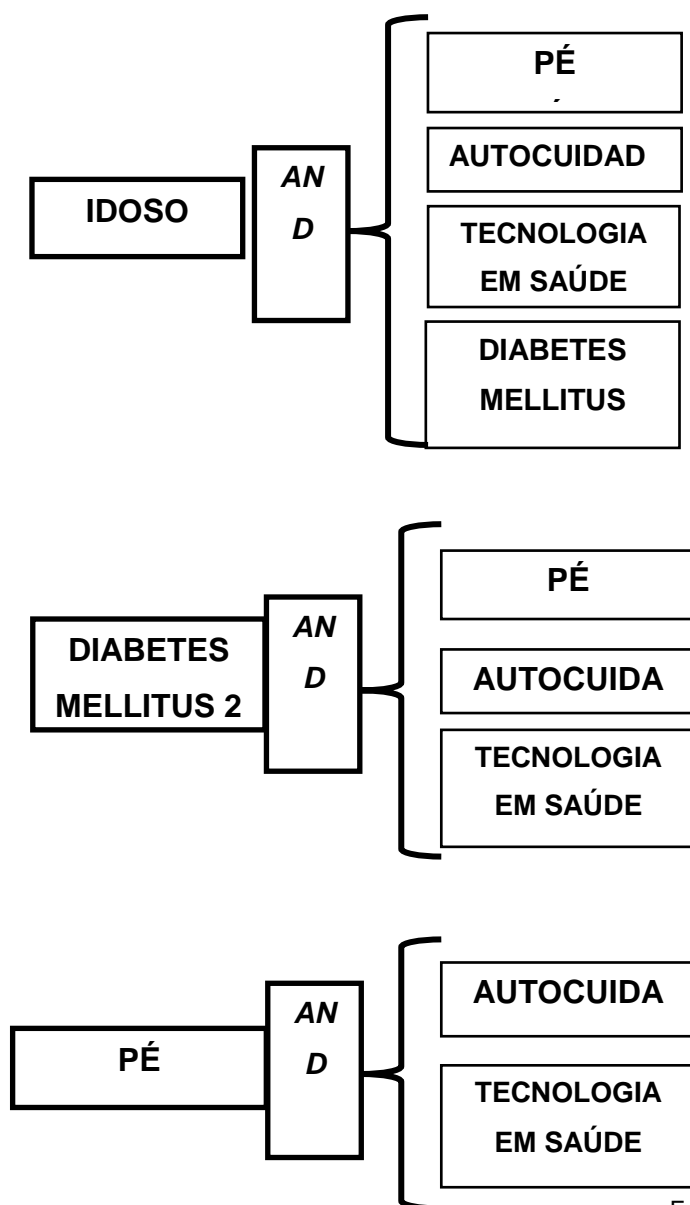 PÉ
AUTOCUIDAD
IDOSO
AN
D
TECNOLOGIA
EM SAÚDE
DIABETES
MELLITUS
PÉ
DIABETES
MELLITUS 2
AN
D
AUTOCUIDA
TECNOLOGIA
EM SAÚDE
AUTOCUIDA
PÉ
AN
D
TECNOLOGIA
EM SAÚDE